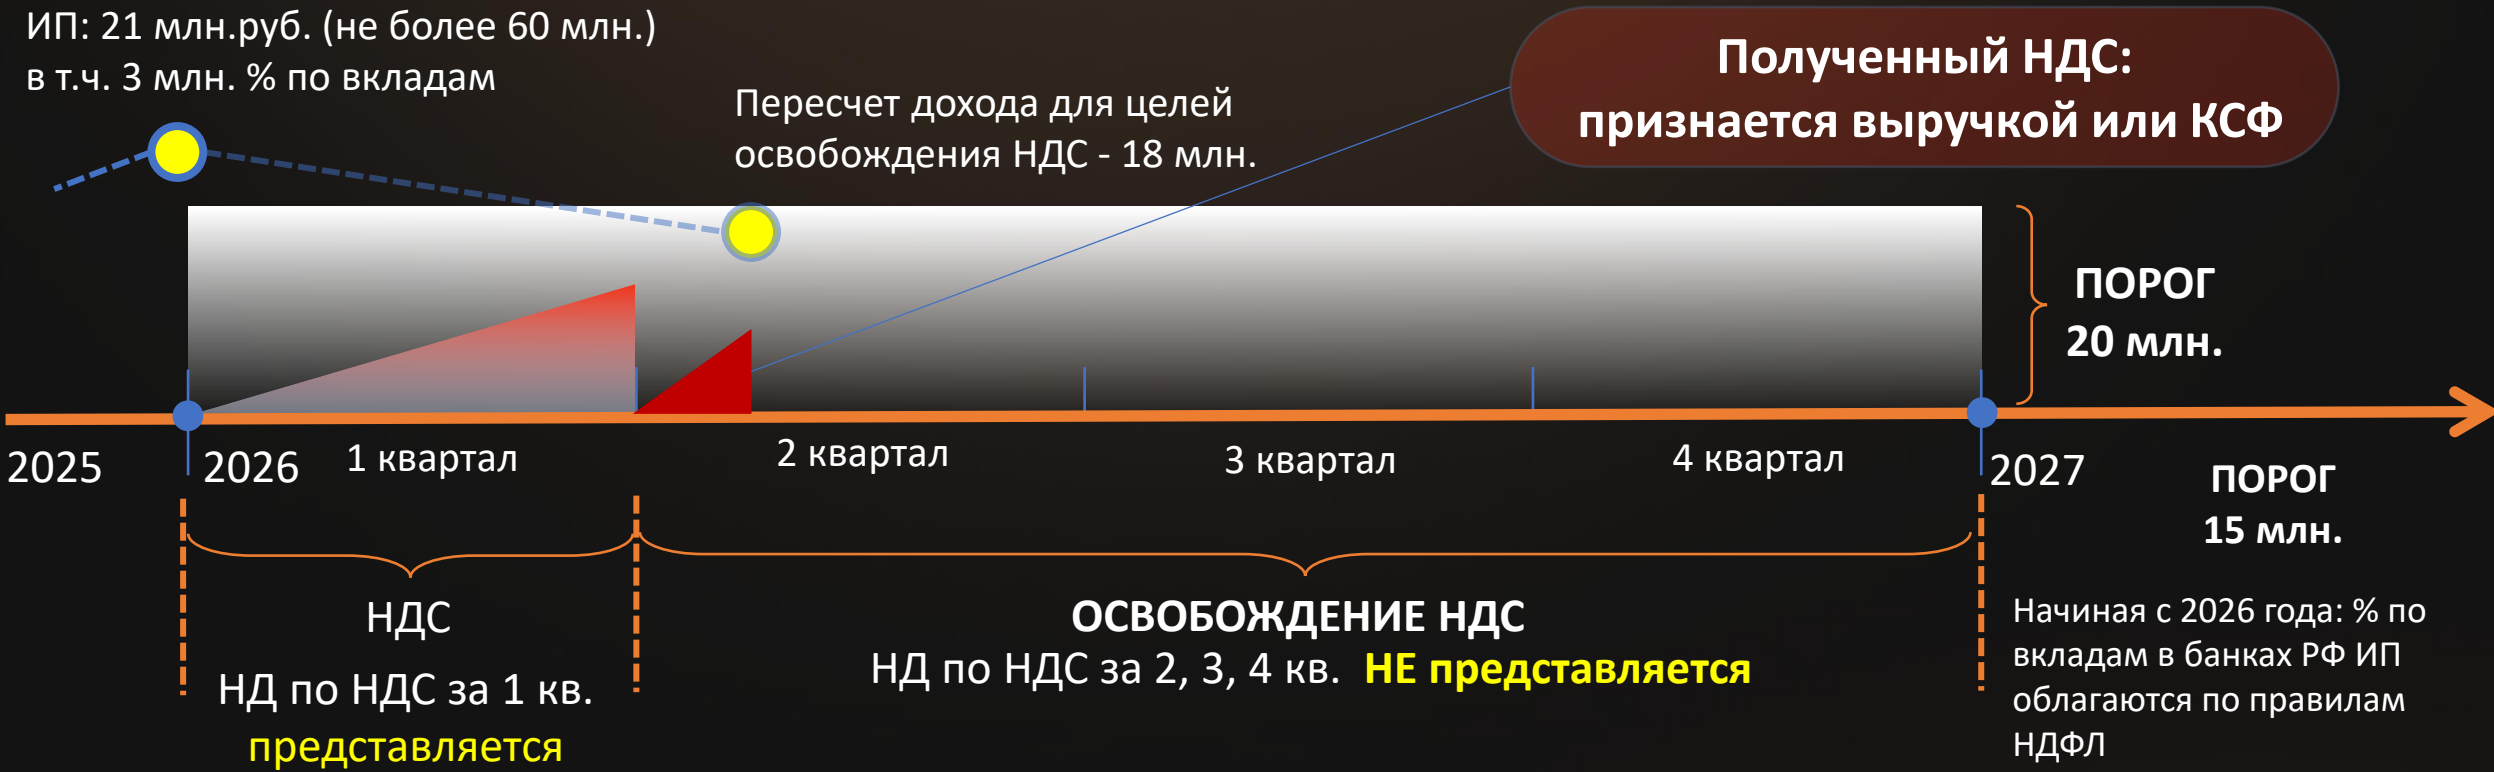 ИП: 21 млн.руб. (не более 60 млн.)
в т.ч. 3 млн. % по вкладам
Пересчет дохода для целей
освобождения НДС - 18 млн.
Полученный НДС:
признается выручкой или КСФ
ПОРОГ
20 млн.
2025
2026
1 квартал
2 квартал
3 квартал
4 квартал
2027
ПОРОГ
15 млн.
НДС
НД по НДС за 1 кв.
представляется
ОСВОБОЖДЕНИЕ НДС
НД по НДС за 2, 3, 4 кв. НЕ представляется
Начиная с 2026 года: % по
вкладам в банках РФ ИП
облагаются по правилам
НДФЛ